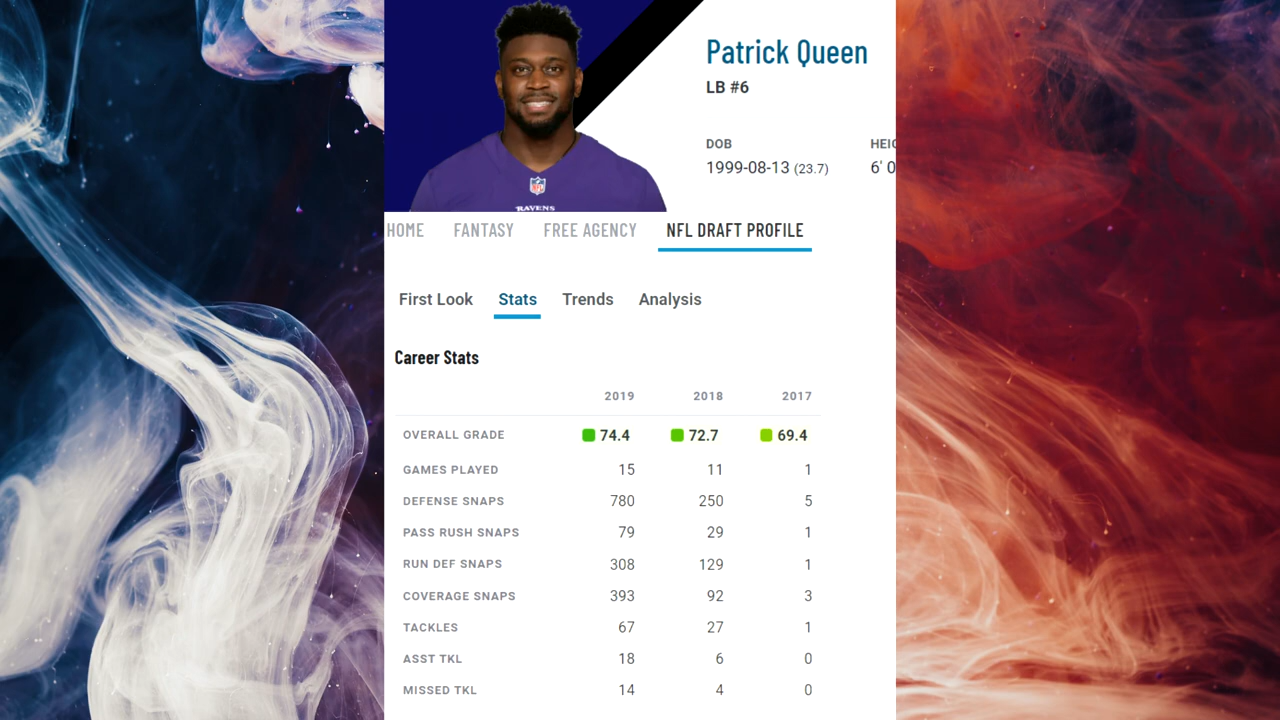 Patrick Queen
LB #6
DOB
1999-08-13 (23.7)
6' 0
NFL
RAVENS
HOME FANTASY FREE AGENCY NFL DRAFT PROFILE
First Look Stats Trends Analysis
Career Stats
2019 2018 2017
OVERALL GRADE 74.4 72.7 69.4
GAMES PLAYED 15 11 1
DEFENSE SNAPS 780 250 5
PASS RUSH SNAPS 79 29 1
RUN DEF SNAPS 308 129 1
COVERAGE SNAPS 393 92 3
TACKLES 67 27 1
ASST TKL 18 6 0
MISSED TKL 14 4 0